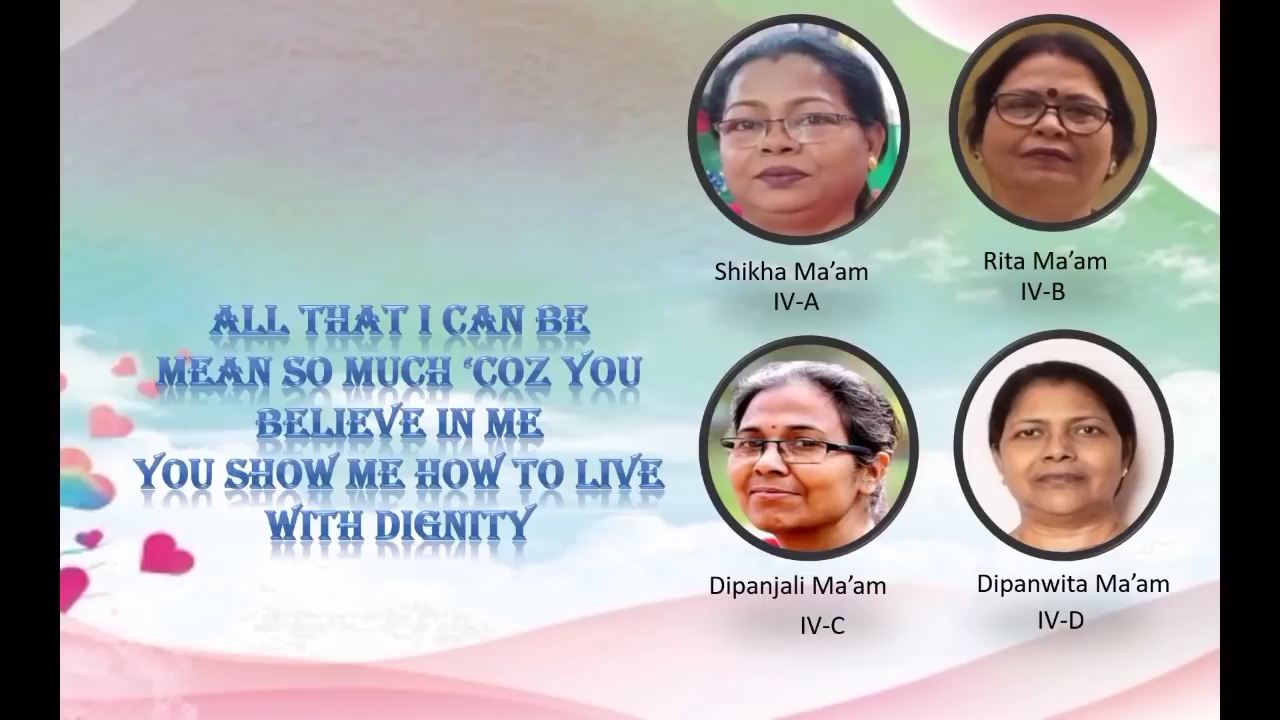 ALL THAT I CAN BE
MEAN SO MUCH ‘COZ YOU
BELIEVE IN ME
YOU SHOW ME HOW TO LIVE
WITH DIGNITY
Shikha Ma’am
IV-A
Rita Ma’am
IV-B
Dipanjali Ma’am
IV-C
Dipanwita Ma’am
IV-D